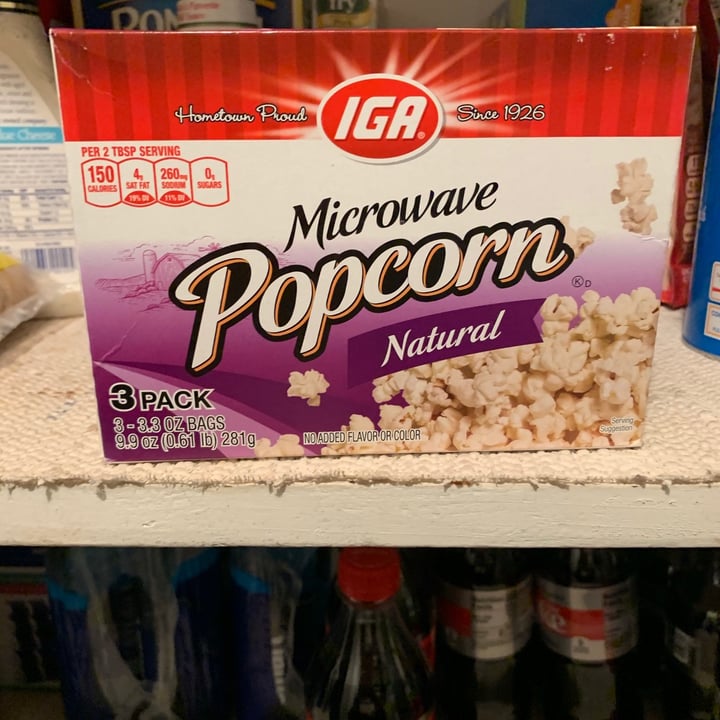 Hometown Proud IGA® Since 1926
PER 2 TBSP SERVING
150 CALORIES
4g SAT FAT 19% DV
260mg SODIUM 11% DV
0g SUGARS
Microwave
Popcorn
Natural
K D
3 PACK
3 - 3.3 OZ BAGS
9.9 oz (0.61 lb) 281g
NO ADDED FLAVOR OR COLOR
Serving
Suggestion